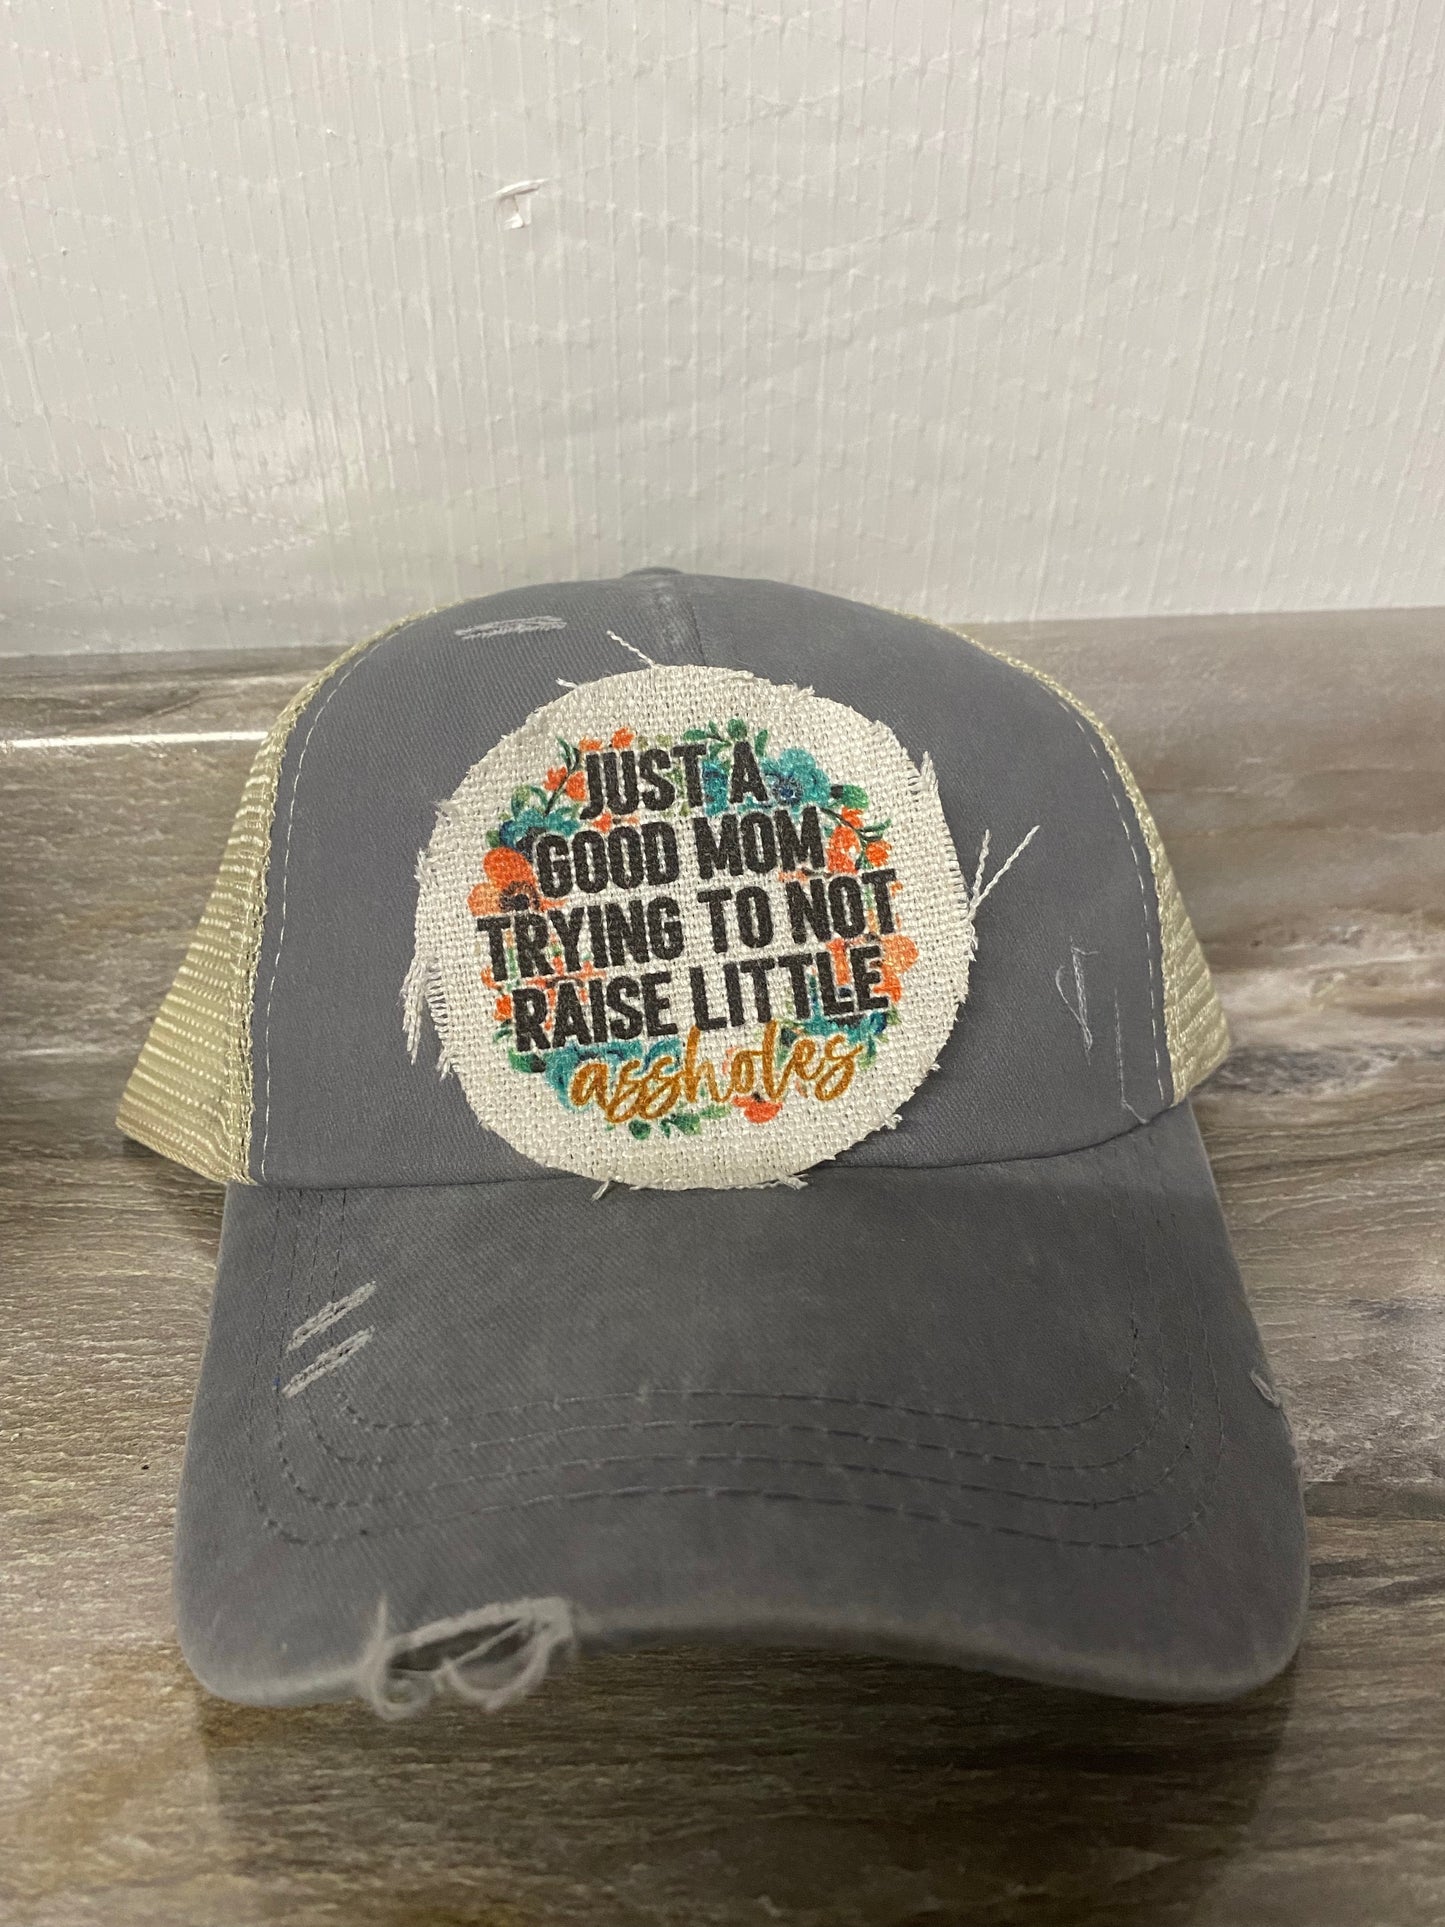 JUST A
GOOD MOM
TRYING TO NOT
RAISE LITTLE
assholes